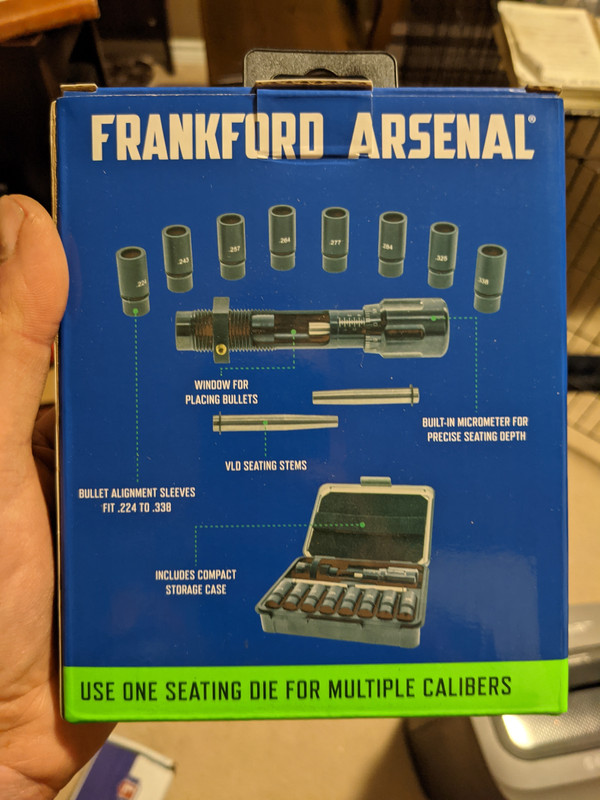 FRANKFORD ARSENAL®
.224
.243
.257
.264
.277
.284
.338
WINDOW FOR
PLACING BULLETS
BUILT-IN MICROMETER FOR
PRECISE SEATING DEPTH
VLD SEATING STEMS
BULLET ALIGNMENT SLEEVES
FIT .224 TO .338
INCLUDES COMPACT
STORAGE CASE
USE ONE SEATING DIE FOR MULTIPLE CALIBERS